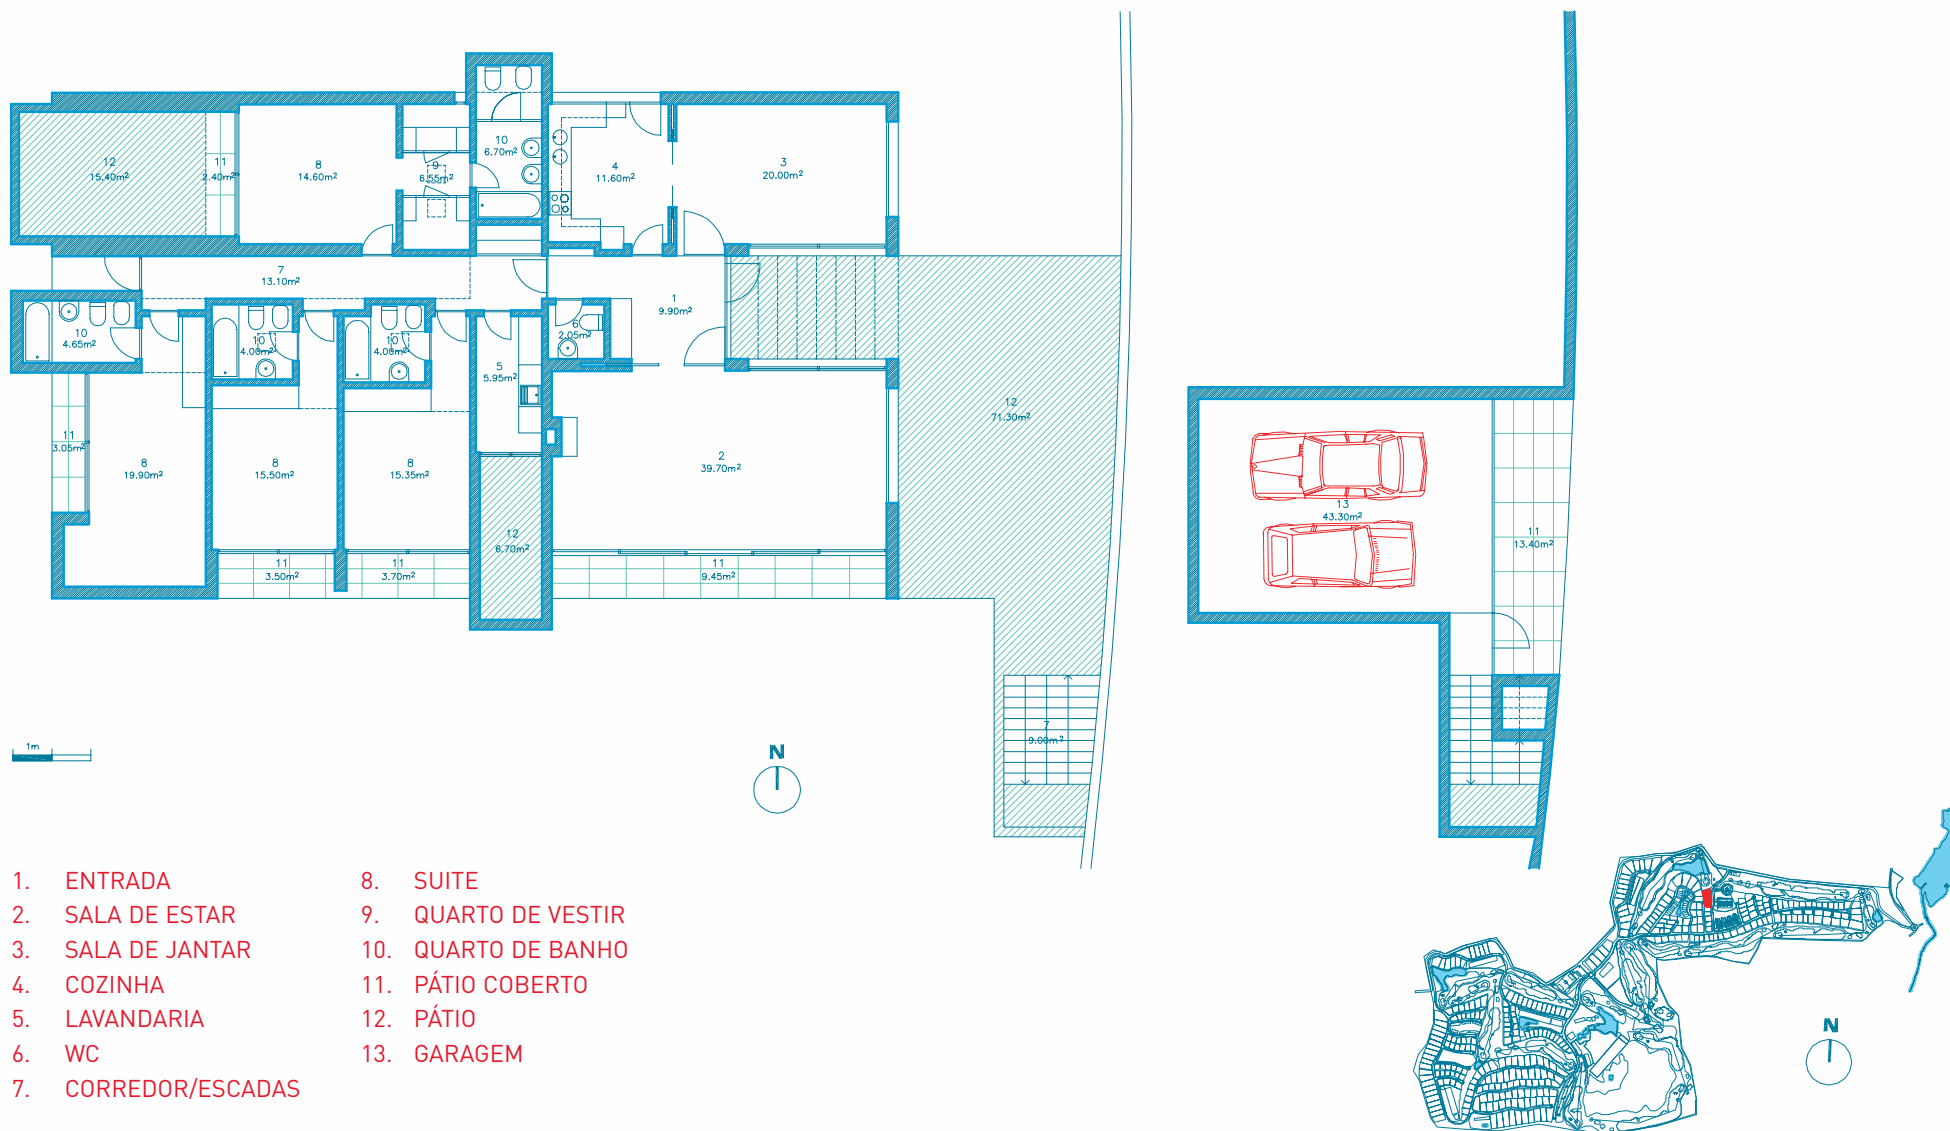 12
15.40m²
11
2.40m²
8
14.60m²
9
6.55m²
10
6.70m²
4
11.60m²
3
20.00m²
7
13.10m²
1
9.90m²
10
4.65m²
10
4.00m²
10
4.00m²
6
2.05m²
5
5.95m²
12
71.30m²
11
3.05m²
8
19.90m²
8
15.50m²
8
15.35m²
2
39.70m²
12
6.70m²
11
3.50m²
11
3.70m²
11
9.45m²
13
43.30m²
11
13.40m²
7
9.00m²
1m
N
1. ENTRADA
2. SALA DE ESTAR
3. SALA DE JANTAR
4. COZINHA
5. LAVANDARIA
6. WC
7. CORREDOR/ESCADAS
8. SUITE
9. QUARTO DE VESTIR
10. QUARTO DE BANHO
11. PÁTIO COBERTO
12. PÁTIO
13. GARAGEM
N